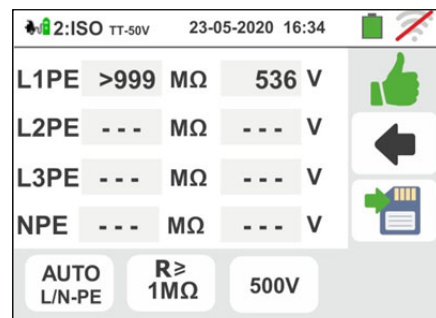 2:ISO TT-50V 23-05-2020 16:34
L1PE >999 MΩ 536 V
L2PE - - - MΩ - - - V
L3PE - - - MΩ - - - V
NPE - - - MΩ - - - V
AUTO R≥ 500V
L/N-PE 1MΩ